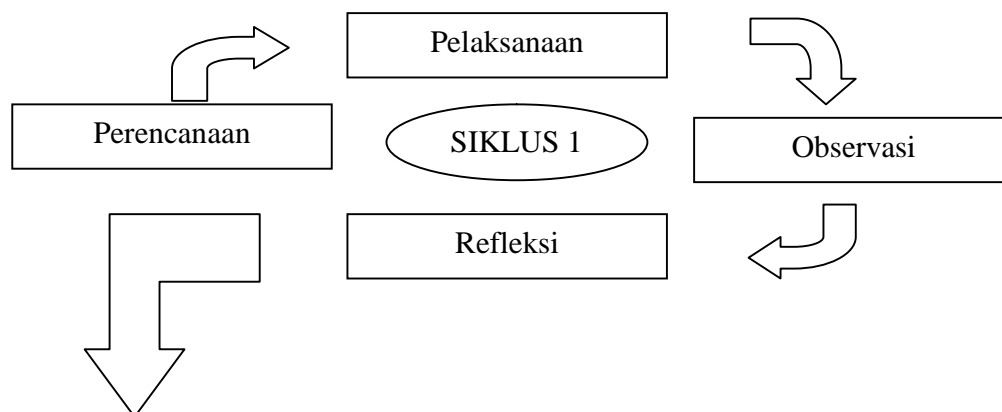 Pelaksanaan
Perencanaan
SIKLUS 1
Observasi
Refleksi